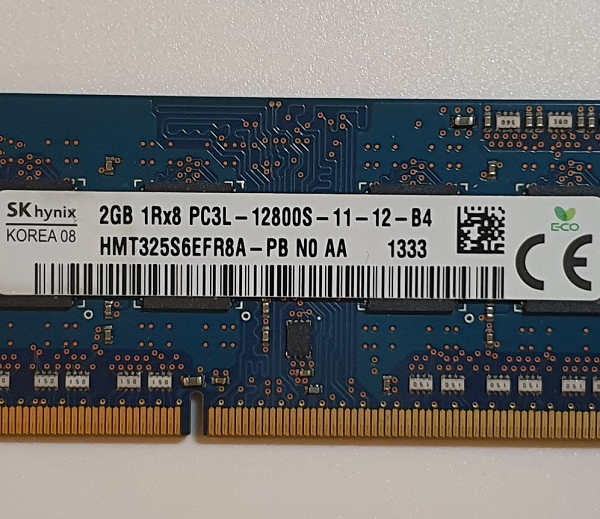 SK hynix
KOREA 08
2GB 1Rx8 PC3L-12800S-11-12-B4
HMT325S6EFR8A-PB N0 AA 1333
ECO
CE